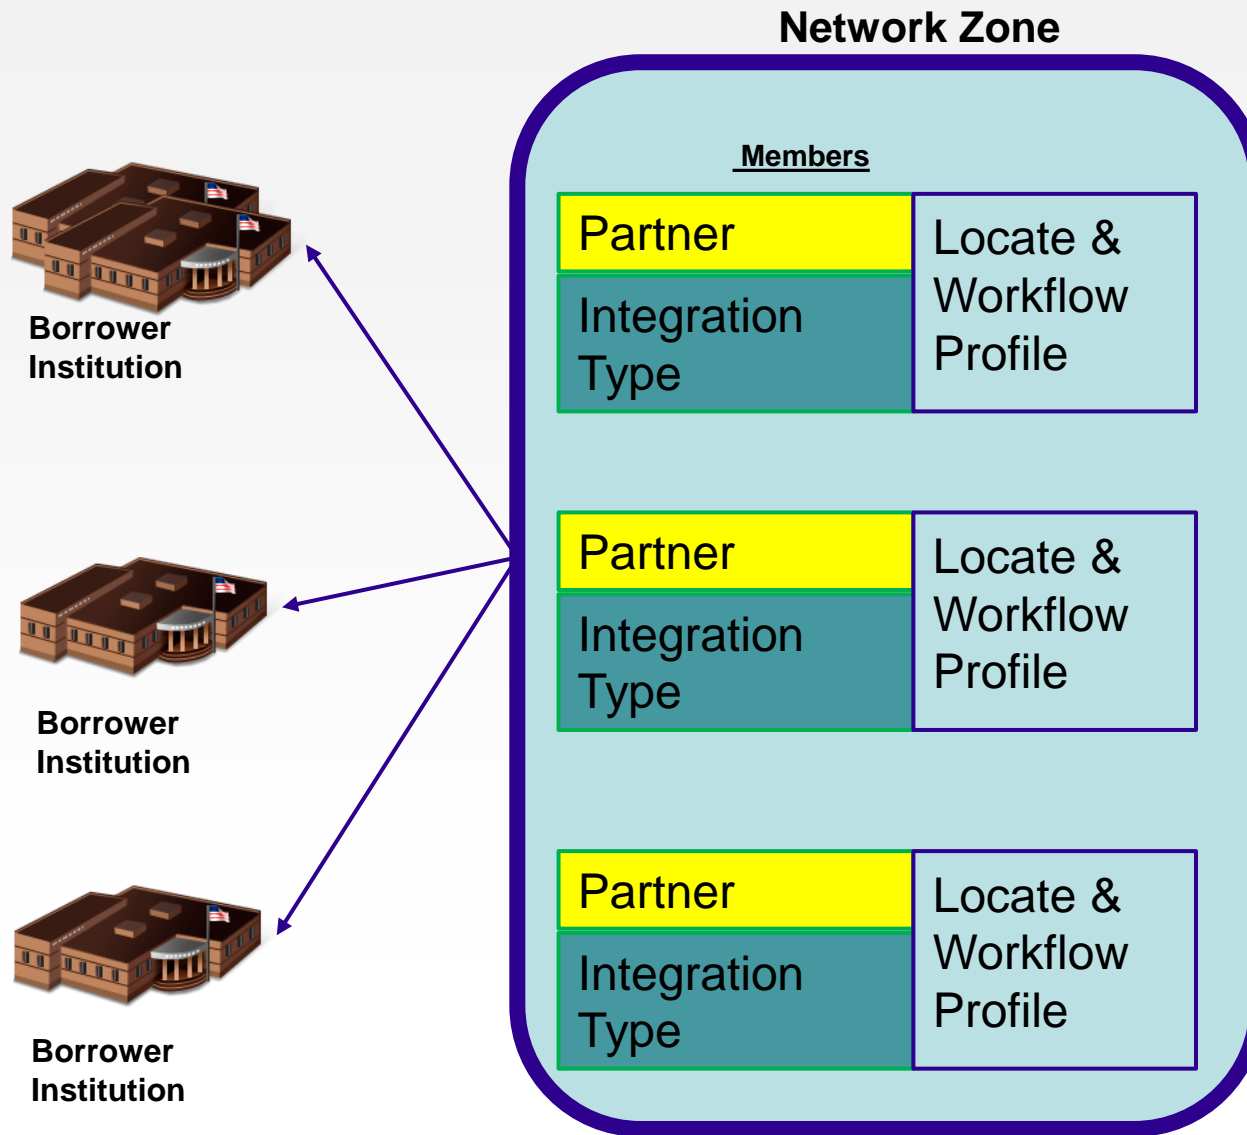 Network Zone
Members
Partner
Integration
Type
Locate &
Workflow
Profile
Borrower
Institution
Partner
Integration
Type
Locate &
Workflow
Profile
Borrower
Institution
Partner
Integration
Type
Locate &
Workflow
Profile
Borrower
Institution